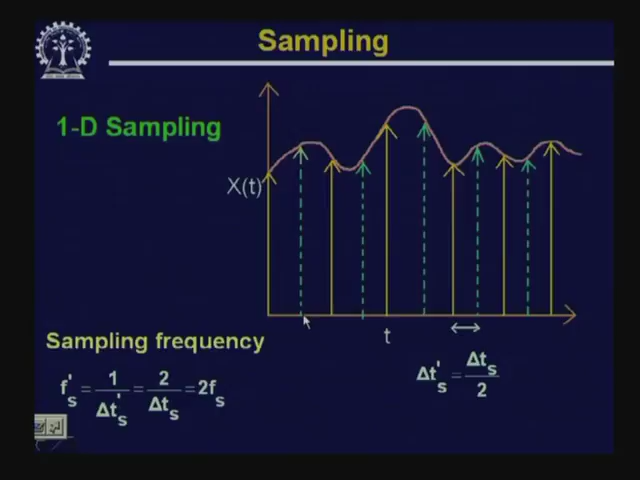 Sampling
1-D Sampling
X(t)
t
Sampling frequency
f's = 1/Δt's = 2/Δts = 2fs
Δt's = Δts/2